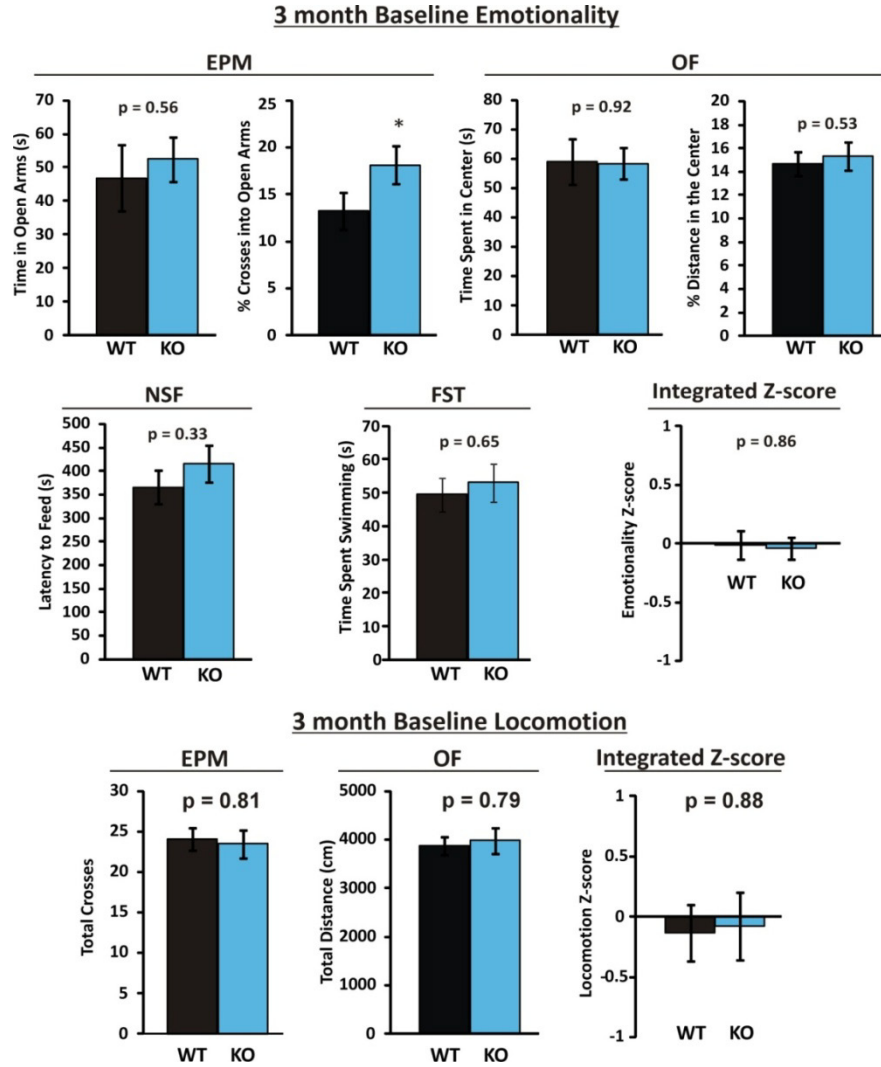 3 month Baseline Emotionality
EPM
OF
Time in Open Arms (s)
70
60
50
40
30
20
10
0
p = 0.56
WT KO
% Crosses into Open Arms
25
20
15
10
5
0
*
WT KO
Time Spent in Center (s)
80
70
60
50
40
30
20
10
0
p = 0.92
WT KO
% Distance in the Center
20
18
16
14
12
10
8
6
4
2
0
p = 0.53
WT KO
NSF
Latency to Feed (s)
500
450
400
350
300
250
200
150
100
50
0
p = 0.33
WT KO
FST
Time Spent Swimming (s)
80
70
60
50
40
30
20
10
0
p = 0.65
WT KO
Integrated Z-score
Emotionality Z-score
1
0.5
0
-0.5
-1
p = 0.86
WT KO
3 month Baseline Locomotion
EPM
Total Crosses
30
25
20
15
10
5
0
p = 0.81
WT KO
OF
Total Distance (cm)
5000
4000
3000
2000
1000
0
p = 0.79
WT KO
Integrated Z-score
Locomotion Z-score
1
0.5
0
-0.5
-1
p = 0.88
WT KO